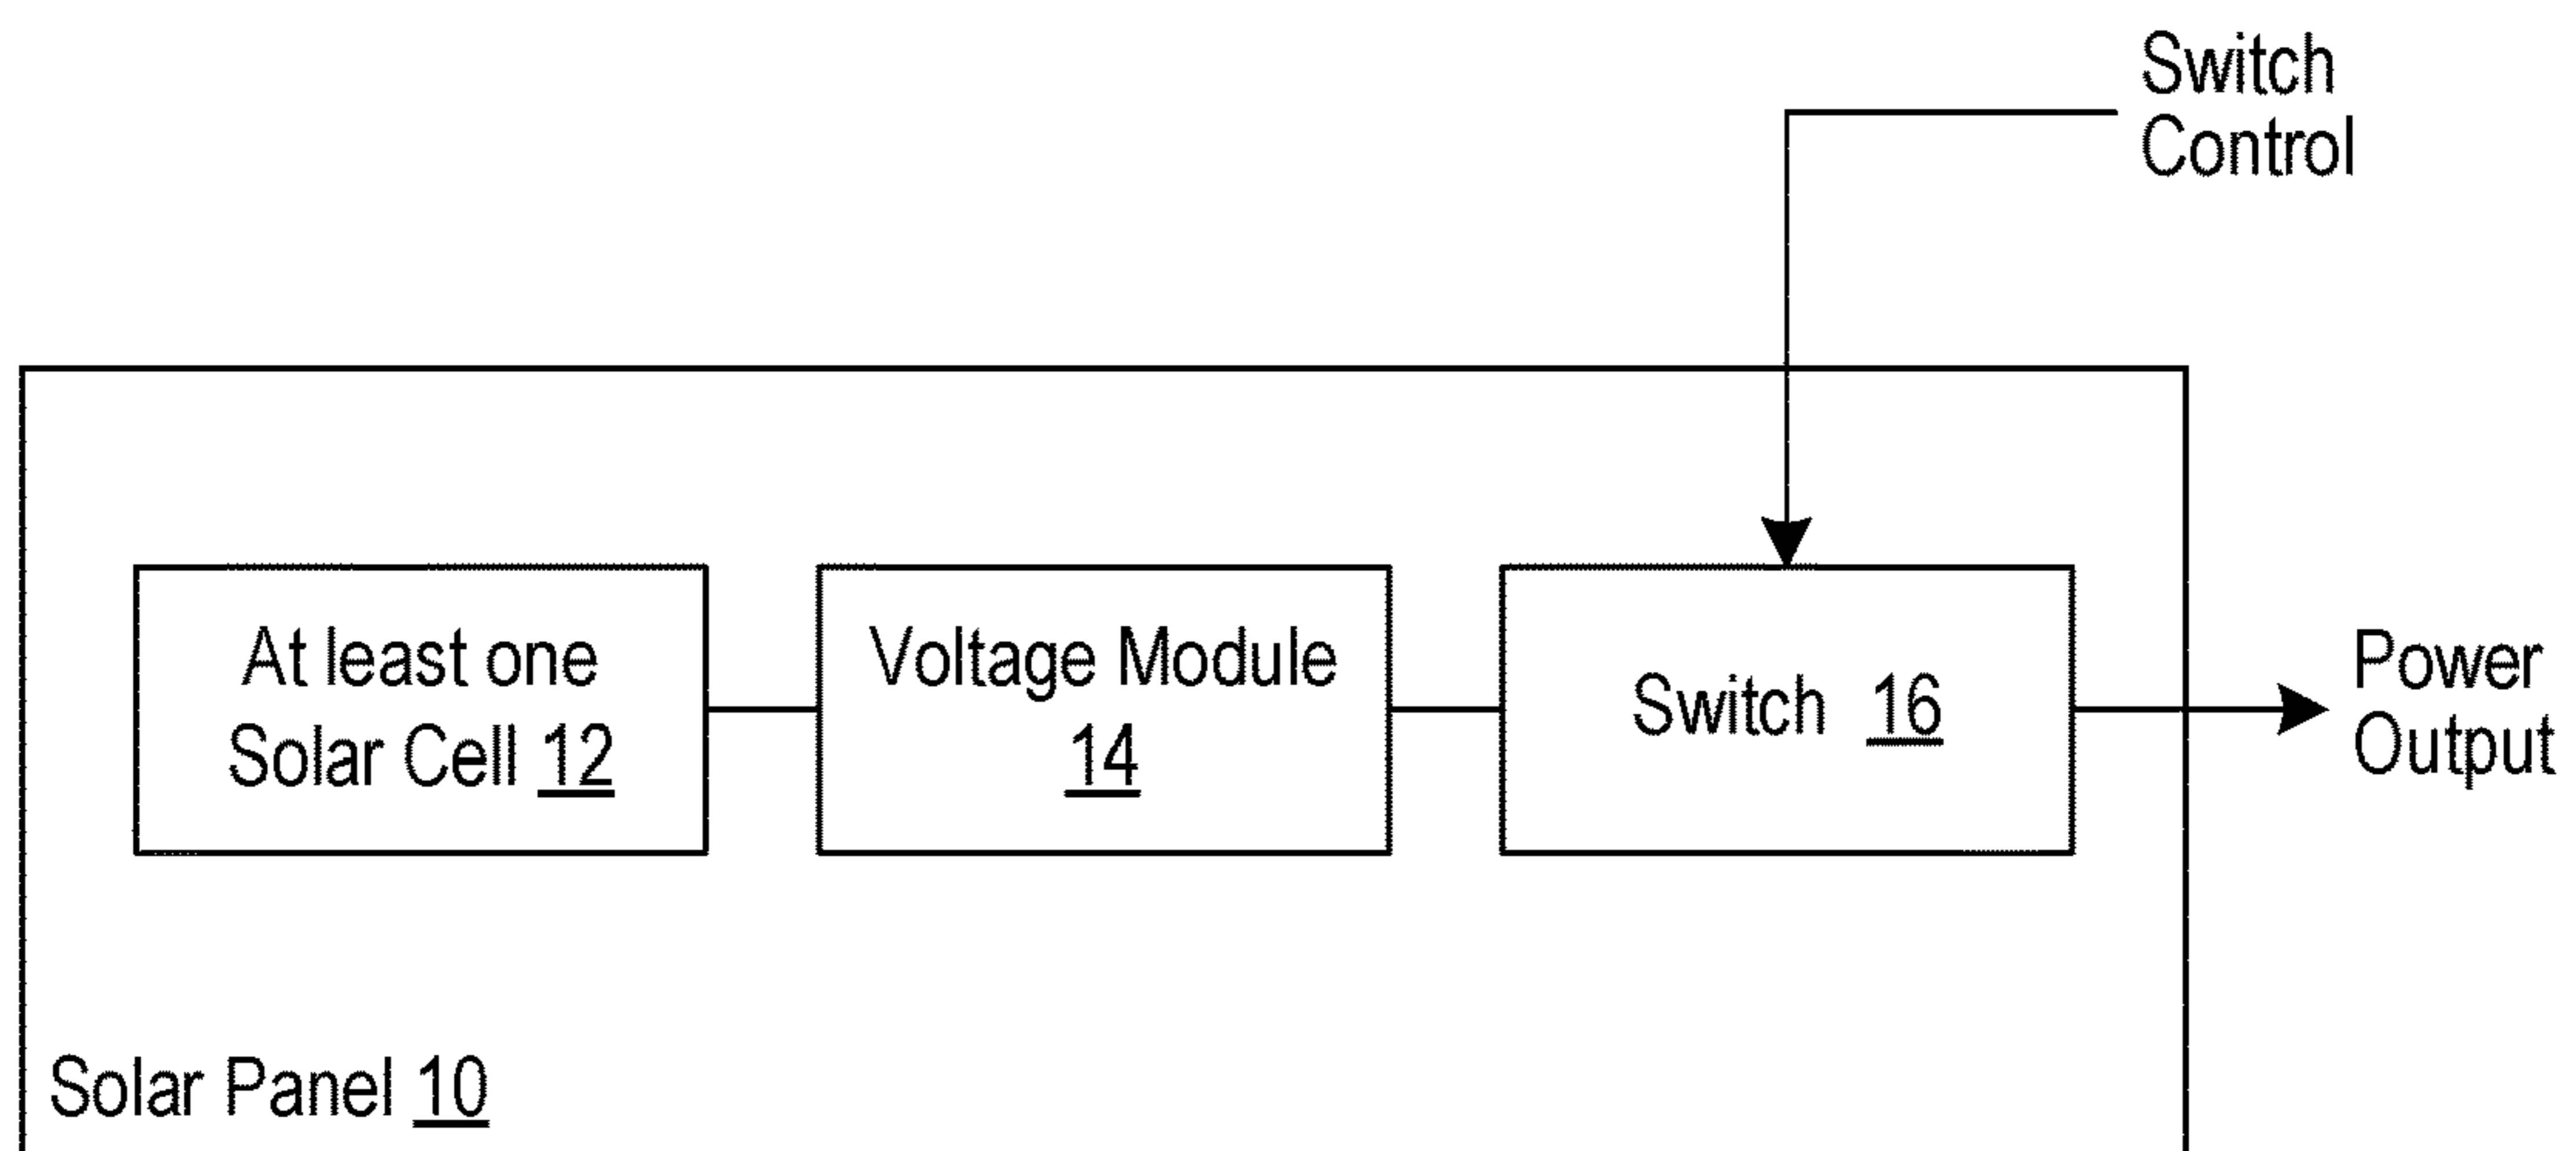 Switch
Control
At least one
Solar Cell 12
Voltage Module
14
Switch 16
Power
Output
Solar Panel 10